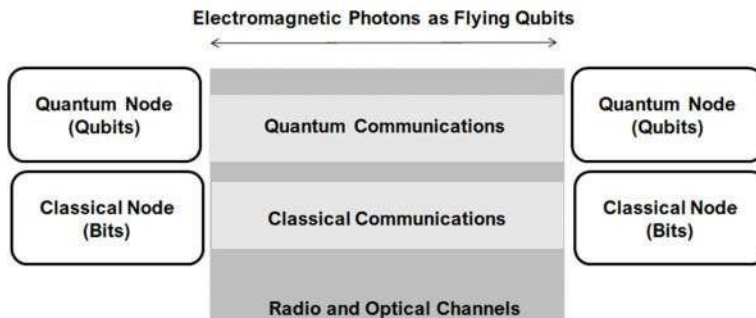 Electromagnetic Photons as Flying Qubits
Quantum Node
(Qubits)
Quantum Communications
Quantum Node
(Qubits)
Classical Node
(Bits)
Classical Communications
Classical Node
(Bits)
Radio and Optical Channels